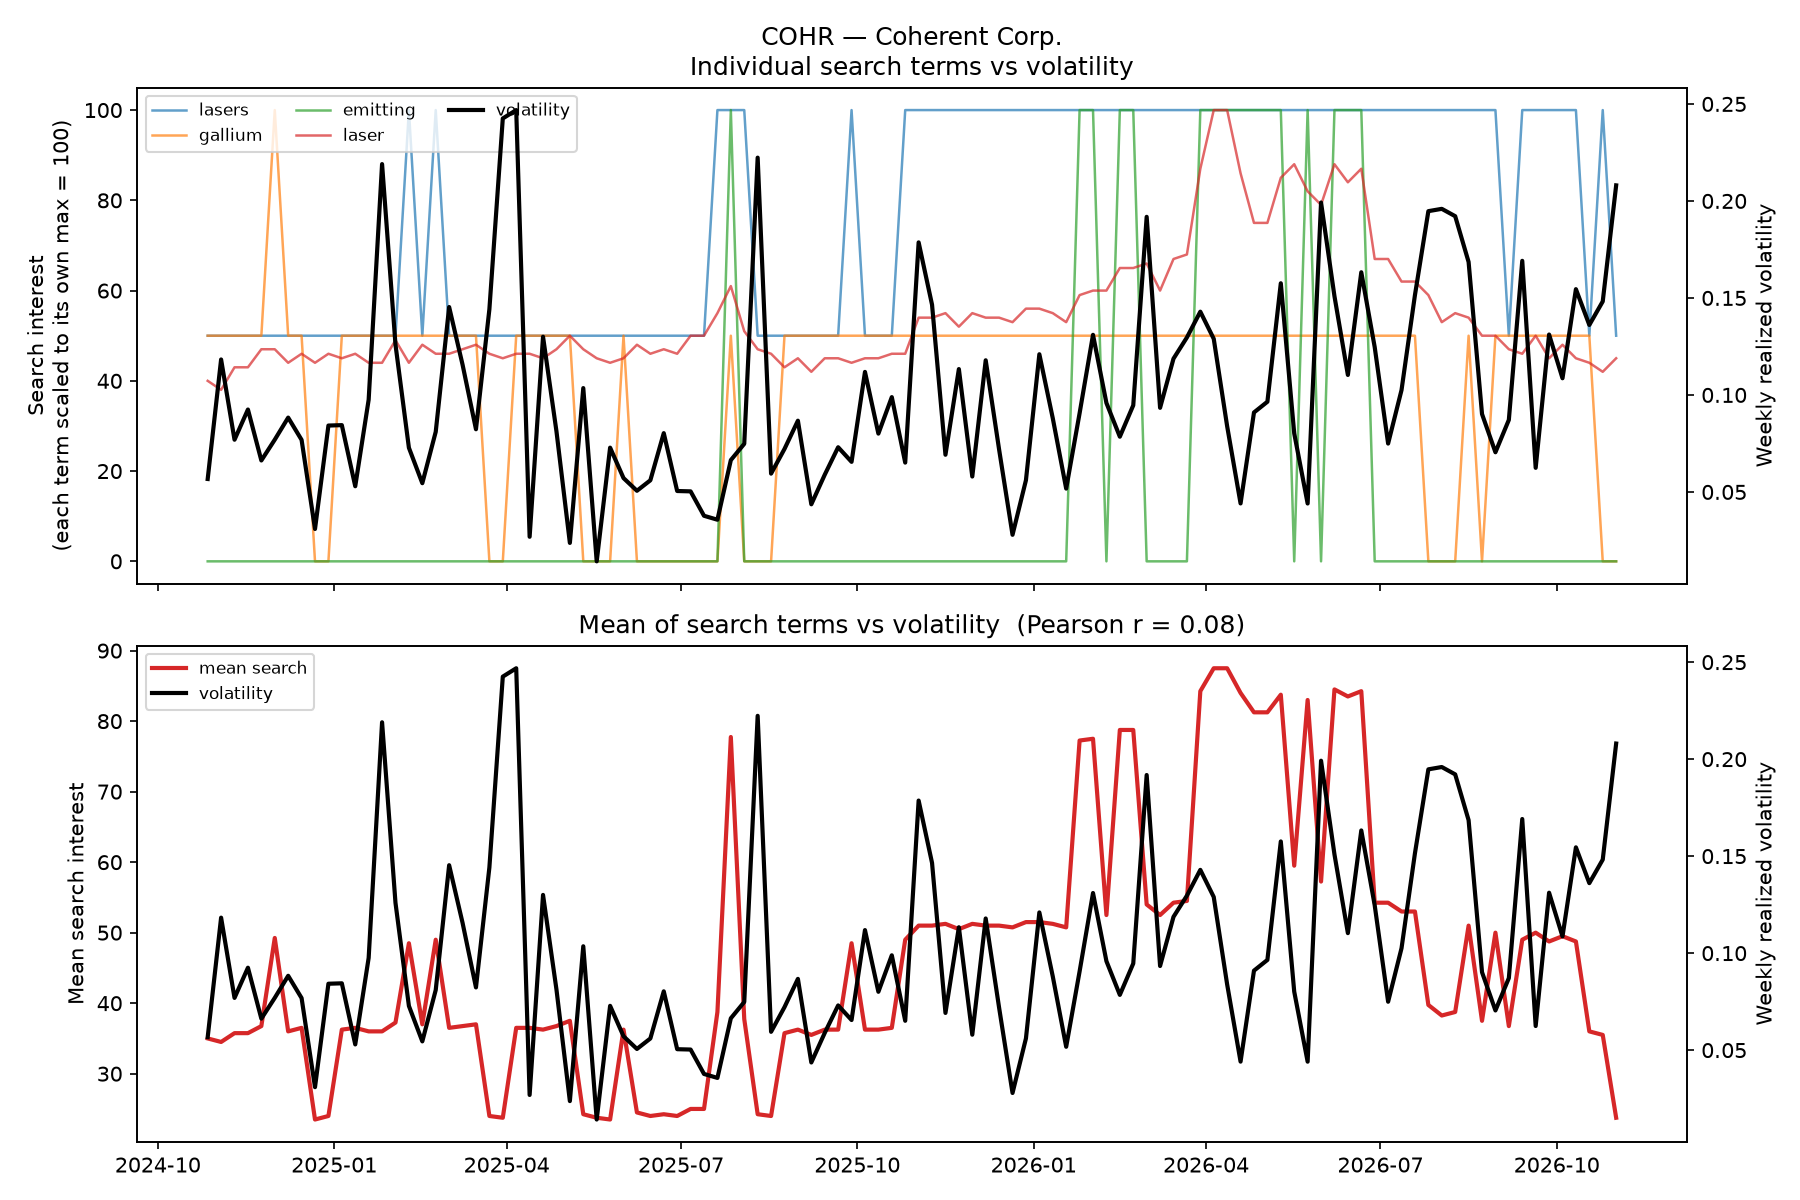 COHR — Coherent Corp.
Individual search terms vs volatility
lasers
gallium
emitting
laser
volatility
Search interest
(each term scaled to its own max = 100)
100
80
60
40
20
0
0.25
0.20
0.15
0.10
0.05
Weekly realized volatility
Mean of search terms vs volatility (Pearson r = 0.08)
mean search
volatility
Mean search interest
90
80
70
60
50
40
30
0.25
0.20
0.15
0.10
0.05
Weekly realized volatility
2024-10
2025-01
2025-04
2025-07
2025-10
2026-01
2026-04
2026-07
2026-10